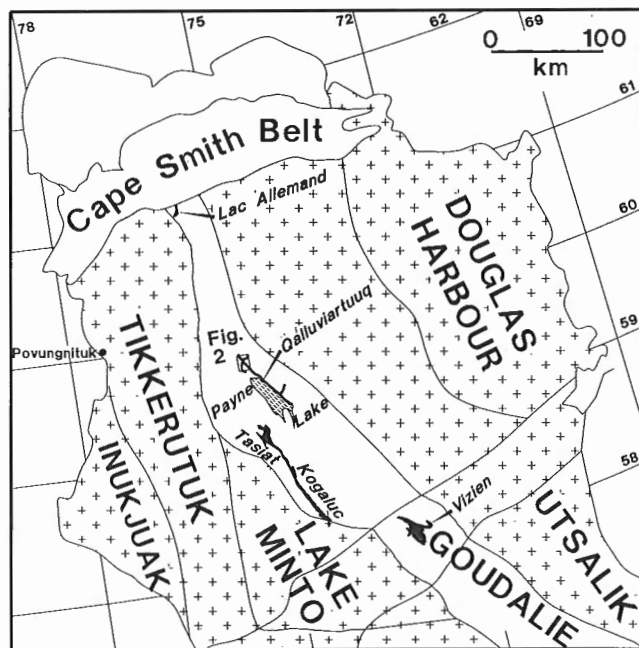 78
75
72
62
69
0 100
km
61
Cape Smith Belt
Lac Allemand
DOUGLAS
HARBOUR
60
TIKKERUTUK
Fig.
2
Qalluviartuuq
59
Povungnituk
Payne
Lake
INUKJUAK
Tasiat
Kogaluc
58
LAKE
MINTO
Vizien
GOUDALIE
UTSALIK